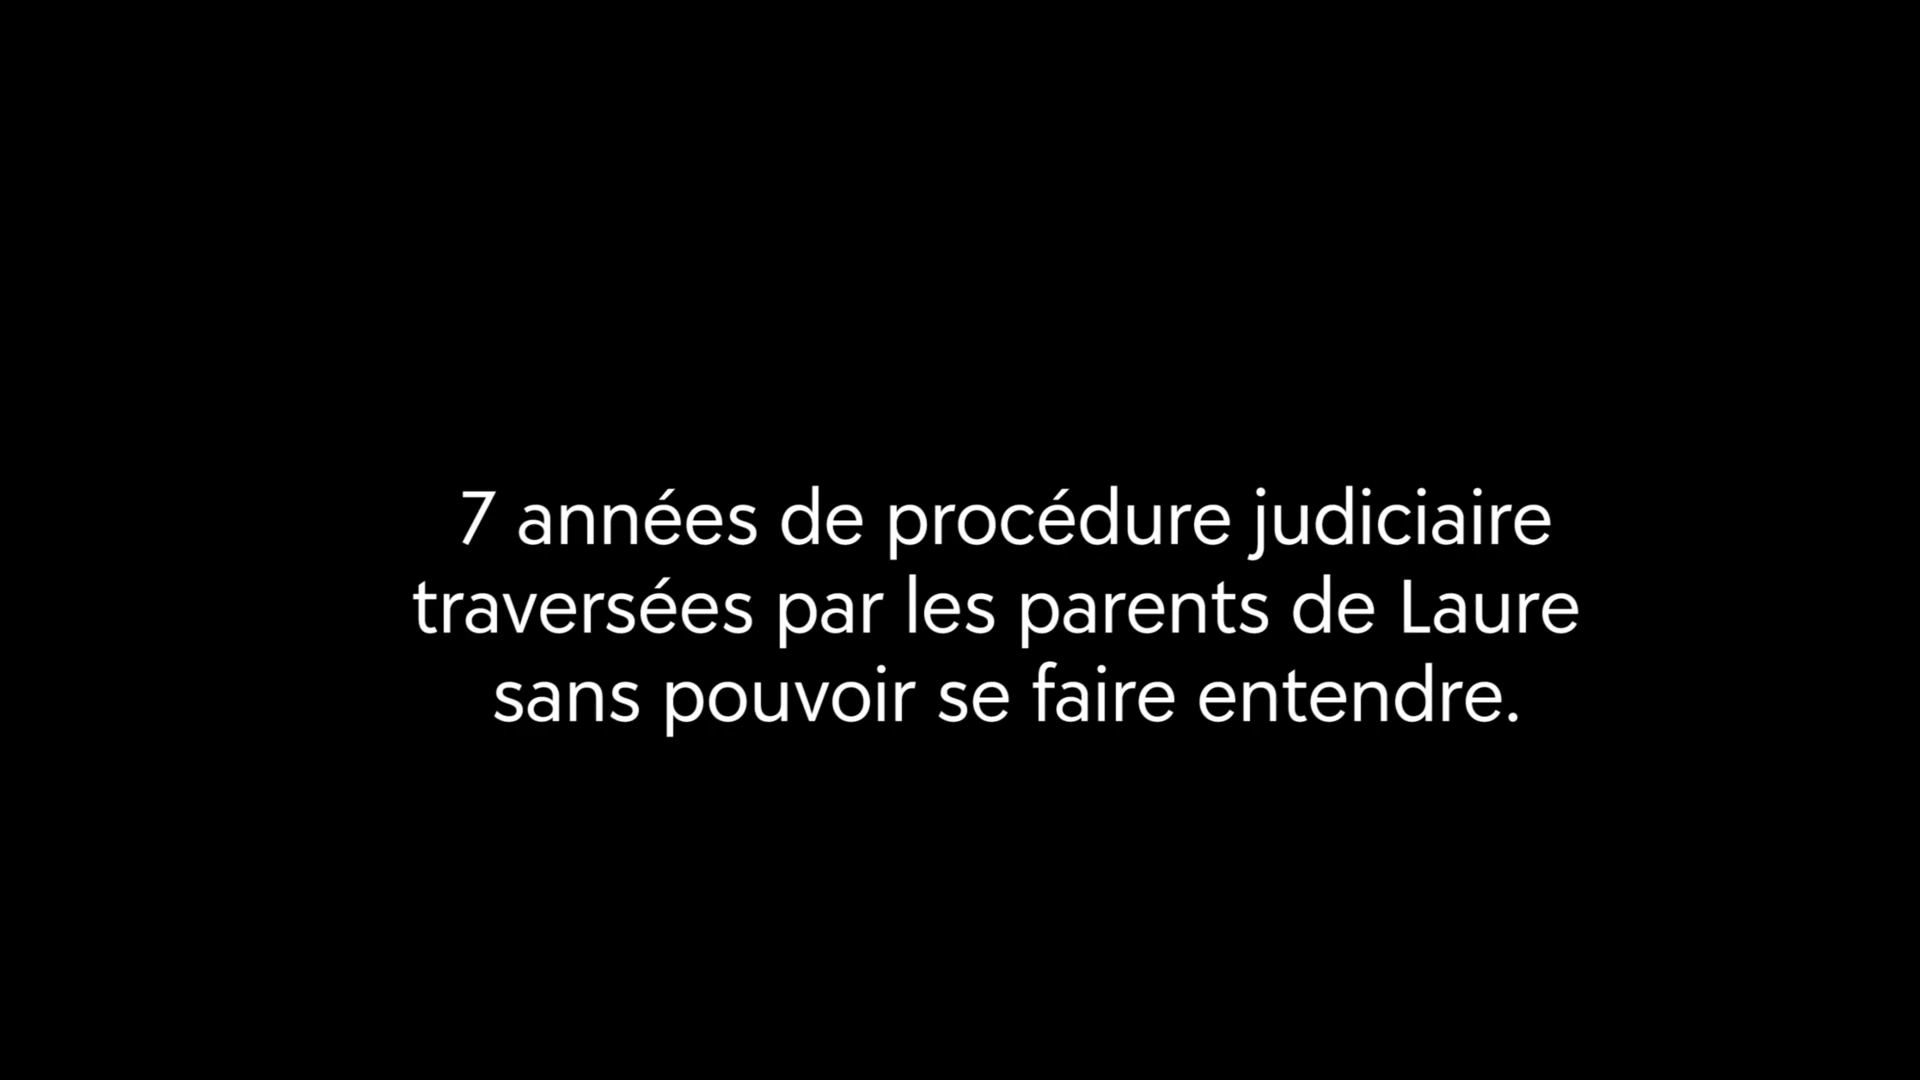 7 années de procédure judiciaire
traversées par les parents de Laure
sans pouvoir se faire entendre.